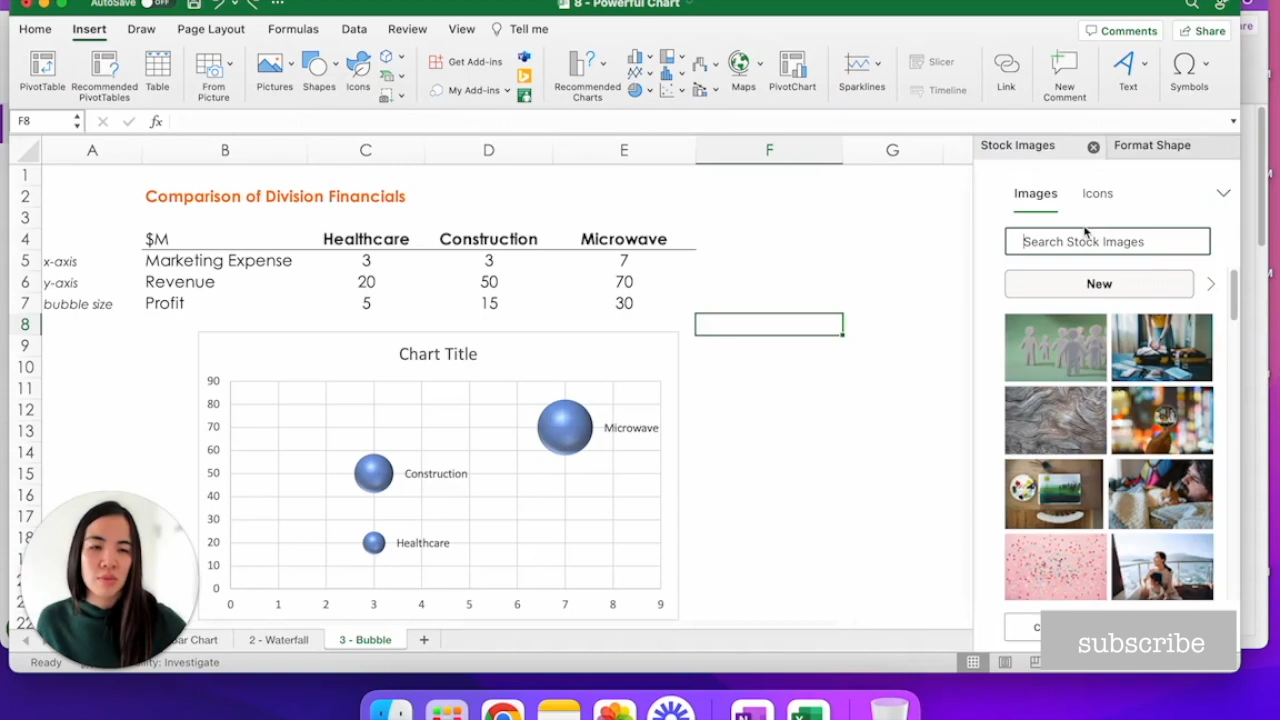 AutoSave OFF
8 - Powerful Chart
Home Insert Draw Page Layout Formulas Data Review View Tell me
Comments Share
PivotTable
Recommended PivotTables
Table
From Picture
Pictures
Shapes
Icons
Get Add-ins
My Add-ins
Recommended Charts
Maps
PivotChart
Sparklines
Slicer
Timeline
Link
New Comment
Text
Symbols
F8 fx
A B C D E F G
Stock Images Format Shape
Images Icons
Search Stock Images
New
1
2 Comparison of Division Financials
3
4 $M Healthcare Construction Microwave
5 x-axis Marketing Expense 3 3 7
6 y-axis Revenue 20 50 70
7 bubble size Profit 5 15 30
8
9
10
11
12
13
14
15
16
17
18
22
Chart Title
90
80
70
60
50
40
30
20
10
0
Microwave
Construction
Healthcare
0 1 2 3 4 5 6 7 8 9
Bar Chart 2 - Waterfall 3 - Bubble +
Ready
Investigate
subscribe